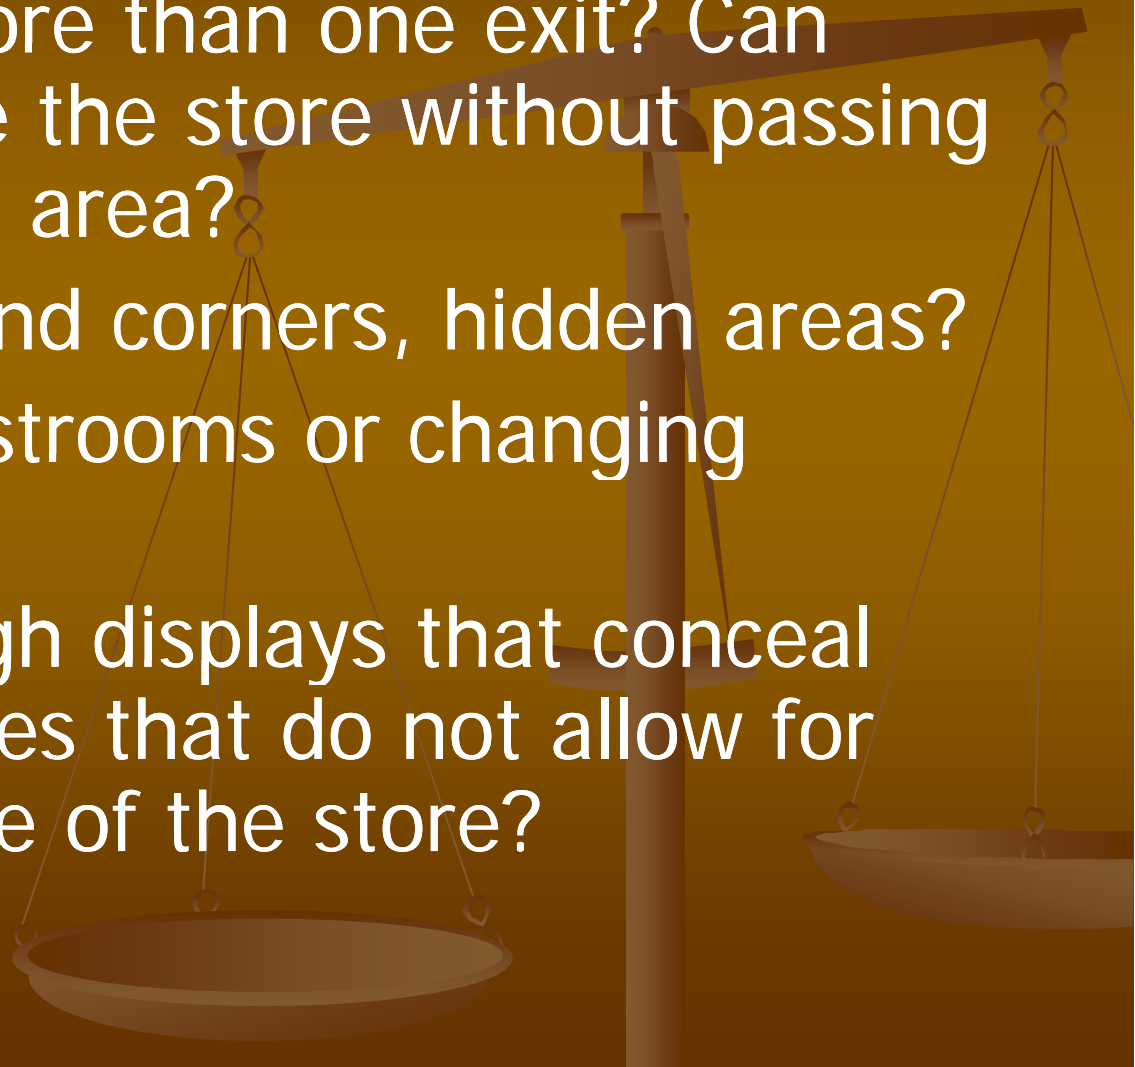 ore than one exit? Can
the store without passing
area?
nd corners, hidden areas?
strooms or changing
gh displays that conceal
es that do not allow for
e of the store?